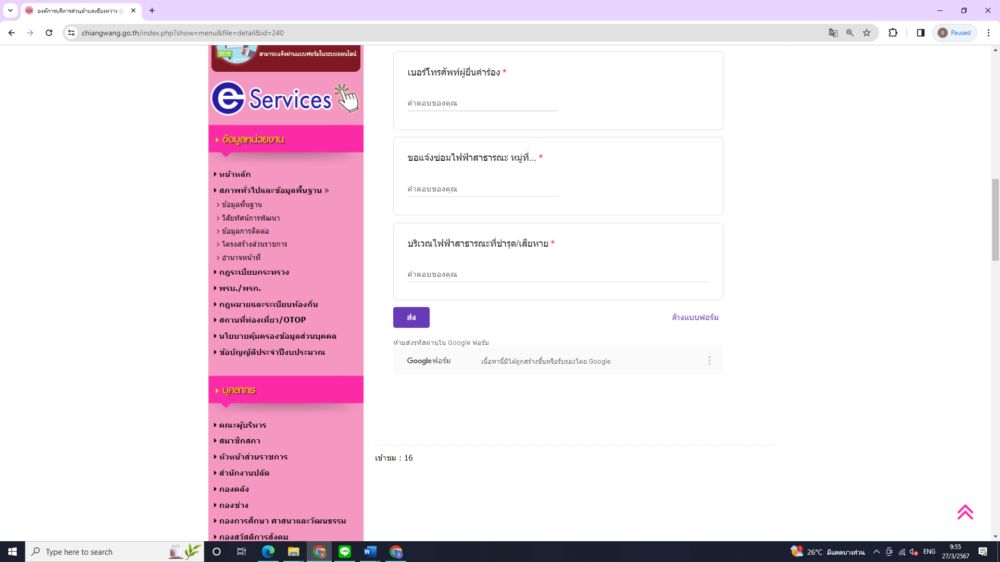 องค์การบริหารส่วนตำบลเชียงหวาง (อ
chiangwang.go.th/index.php?show=menu&file=detail&id=240
s Paused
สามารถแจ้งผ่านแบบฟอร์มในระบบออนไลน์
e Services
ข้อมูลหน่วยงาน
หน้าหลัก
สภาพทั่วไปและข้อมูลพื้นฐาน »
ข้อมูลพื้นฐาน
วิสัยทัศน์การพัฒนา
ข้อมูลการติดต่อ
โครงสร้างส่วนราชการ
อำนาจหน้าที่
กฎระเบียบกระทรวง
พรบ./พรก.
กฎหมายและระเบียบท้องถิ่น
สถานที่ท่องเที่ยว/OTOP
นโยบายคุ้มครองข้อมูลส่วนบุคคล
ข้อบัญญัติประจำปีงบประมาณ
บุคลากร
คณะผู้บริหาร
สมาชิกสภา
หัวหน้าส่วนราชการ
สำนักงานปลัด
กองคลัง
กองช่าง
กองการศึกษา ศาสนาและวัฒนธรรม
กองสวัสดิการสังคม
เบอร์โทรศัพท์ผู้ยื่นคำร้อง *
คำตอบของคุณ
ขอแจ้งซ่อมไฟฟ้าสาธารณะ หมู่ที่... *
คำตอบของคุณ
บริเวณไฟฟ้าสาธารณะที่ชำรุด/เสียหาย *
คำตอบของคุณ
ส่ง
ล้างแบบฟอร์ม
ห้ามส่งรหัสผ่านใน Google ฟอร์ม
Google ฟอร์ม
เนื้อหานี้มิได้ถูกสร้างขึ้นหรือรับรองโดย Google
เข้าชม : 16
Type here to search
1
26°C มีแดดบางส่วน
ENG
9:55
27/3/2567